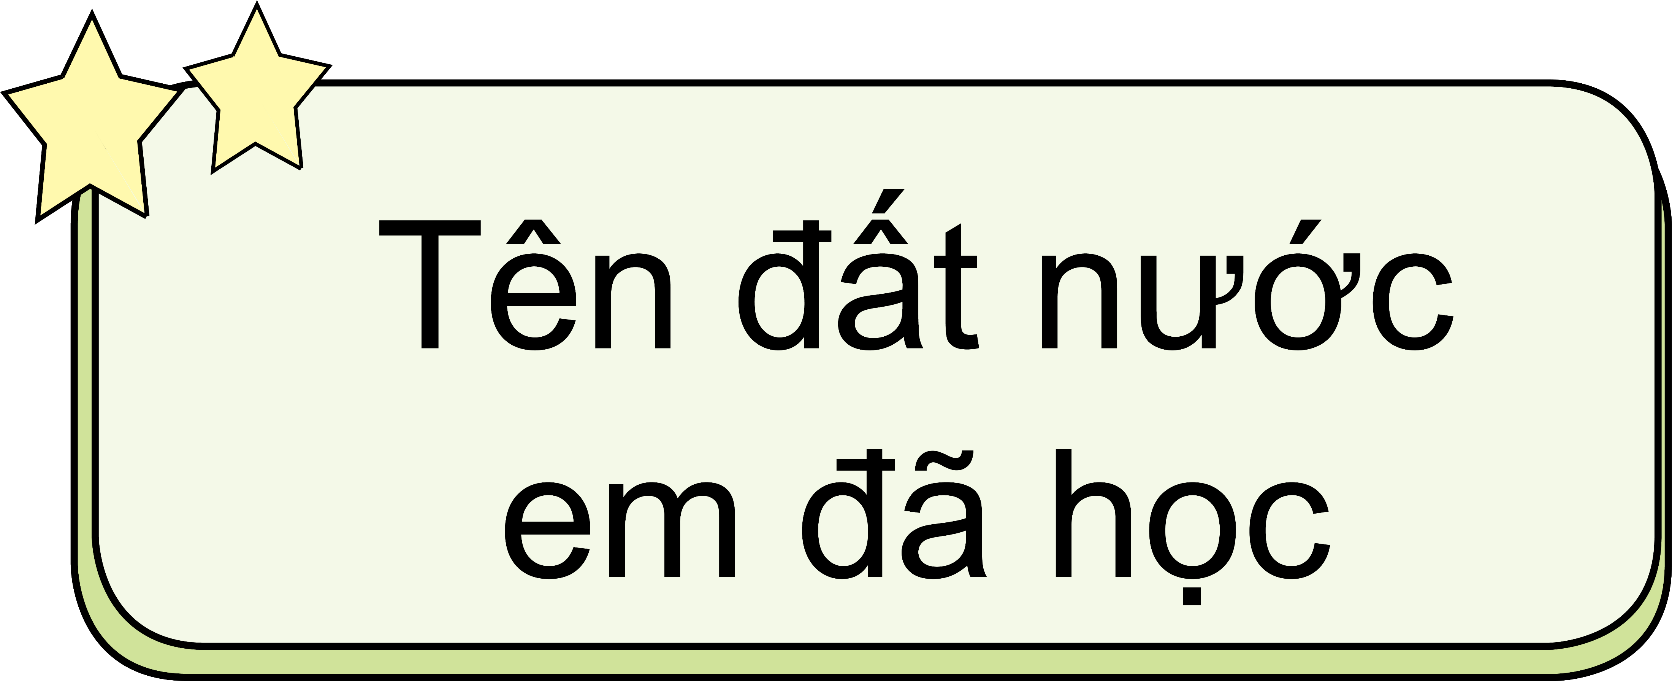 Tên đất nước
em đã học